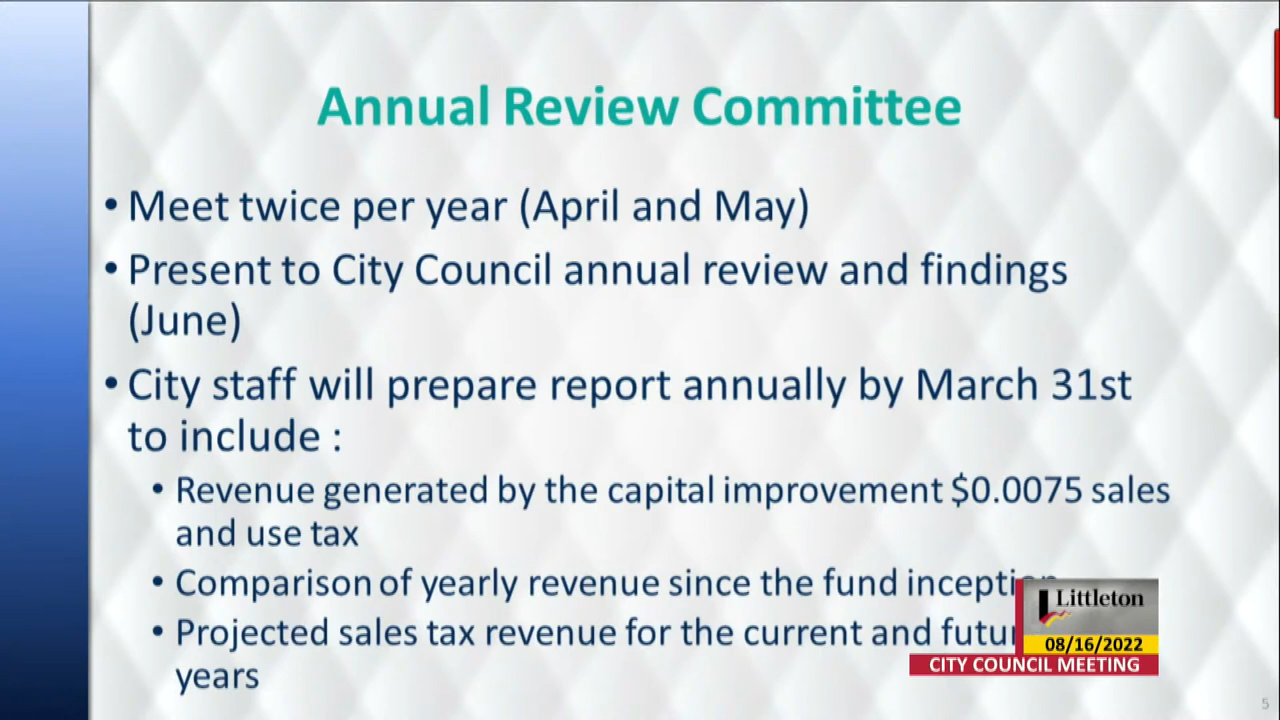 Annual Review Committee
• Meet twice per year (April and May)
• Present to City Council annual review and findings
(June)
• City staff will prepare report annually by March 31st
to include :
• Revenue generated by the capital improvement $0.0075 sales
and use tax
• Comparison of yearly revenue since the fund
• Projected sales tax revenue for the current and
years
Littleton
08/16/2022
CITY COUNCIL MEETING
5